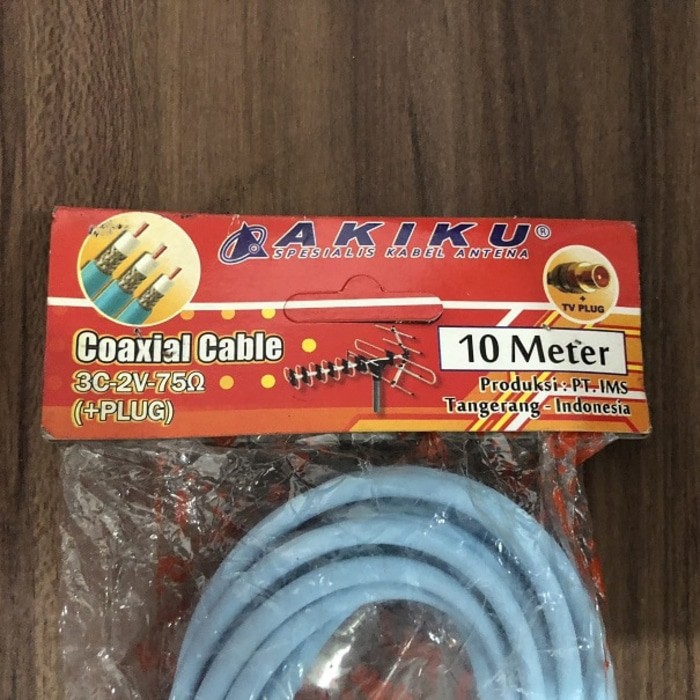 AKIKU®
SPESIALIS KABEL ANTENA
+
TV PLUG
Coaxial Cable
3C-2V-75Ω
(+PLUG)
10 Meter
Produksi : PT. IMS
Tangerang - Indonesia